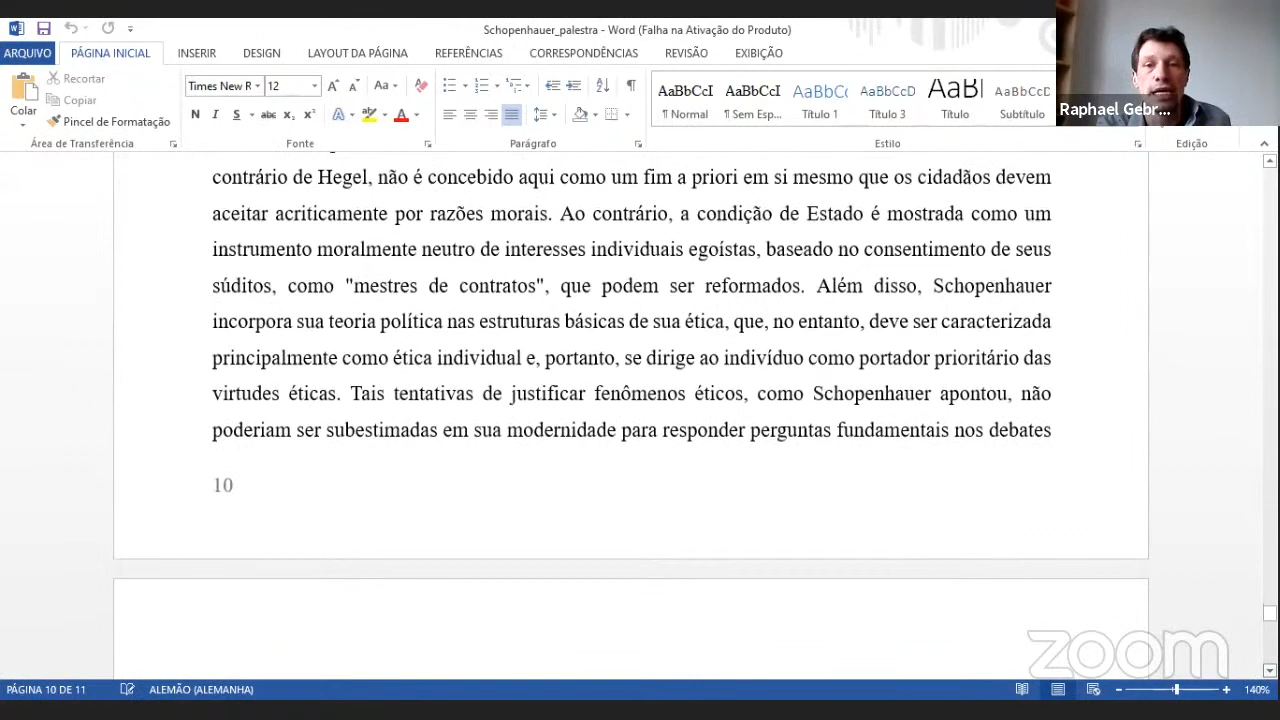 Schopenhauer_palestra - Word (Falha na Ativação do Produto)
ARQUIVO PÁGINA INICIAL INSERIR DESIGN LAYOUT DA PÁGINA REFERÊNCIAS CORRESPONDÊNCIAS REVISÃO EXIBIÇÃO
Colar
Recortar
Copiar
Pincel de Formatação
Área de Transferência
Times New R 12
N I S abc x₂ x²
Aa
Fonte
Parágrafo
AaBbCcI AaBbCcI AaBbCc AaBbCcD AaBl AaBbCcD
¶ Normal ¶ Sem Esp... Título 1 ¶ Título 3 Título Subtítulo
Estilo
Edição
Raphael Gebr...
contrário de Hegel, não é concebido aqui como um fim a priori em si mesmo que os cidadãos devem
aceitar acriticamente por razões morais. Ao contrário, a condição de Estado é mostrada como um
instrumento moralmente neutro de interesses individuais egoístas, baseado no consentimento de seus
súditos, como "mestres de contratos", que podem ser reformados. Além disso, Schopenhauer
incorpora sua teoria política nas estruturas básicas de sua ética, que, no entanto, deve ser caracterizada
principalmente como ética individual e, portanto, se dirige ao indivíduo como portador prioritário das
virtudes éticas. Tais tentativas de justificar fenômenos éticos, como Schopenhauer apontou, não
poderiam ser subestimadas em sua modernidade para responder perguntas fundamentais nos debates
10
zoom
PÁGINA 10 DE 11 ALEMÃO (ALEMANHA) 140%